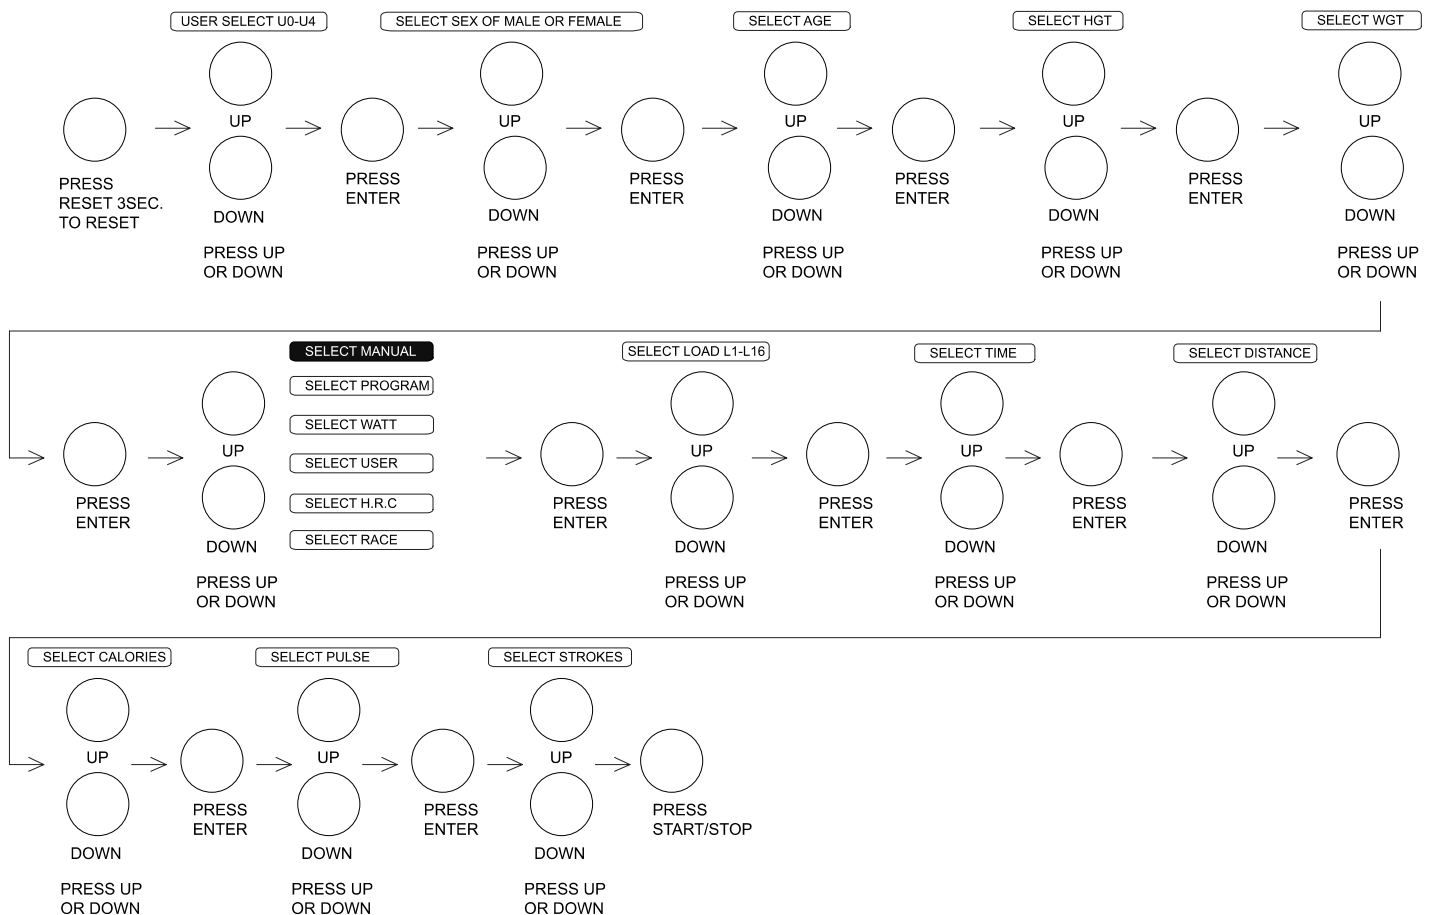 USER SELECT U0-U4
SELECT SEX OF MALE OR FEMALE
SELECT AGE
SELECT HGT
SELECT WGT
UP
UP
UP
UP
UP
PRESS
RESET 3SEC.
TO RESET
DOWN
PRESS UP
OR DOWN
PRESS
ENTER
DOWN
PRESS UP
OR DOWN
PRESS
ENTER
DOWN
PRESS UP
OR DOWN
PRESS
ENTER
DOWN
PRESS UP
OR DOWN
PRESS
ENTER
DOWN
PRESS UP
OR DOWN
PRESS
ENTER
UP
DOWN
PRESS UP
OR DOWN
SELECT MANUAL
SELECT PROGRAM
SELECT WATT
SELECT USER
SELECT H.R.C
SELECT RACE
PRESS
ENTER
SELECT LOAD L1-L16
UP
DOWN
PRESS UP
OR DOWN
PRESS
ENTER
SELECT TIME
UP
DOWN
PRESS UP
OR DOWN
PRESS
ENTER
SELECT DISTANCE
UP
DOWN
PRESS UP
OR DOWN
PRESS
ENTER
SELECT CALORIES
UP
DOWN
PRESS UP
OR DOWN
PRESS
ENTER
SELECT PULSE
UP
DOWN
PRESS UP
OR DOWN
PRESS
ENTER
SELECT STROKES
UP
DOWN
PRESS UP
OR DOWN
PRESS
START/STOP